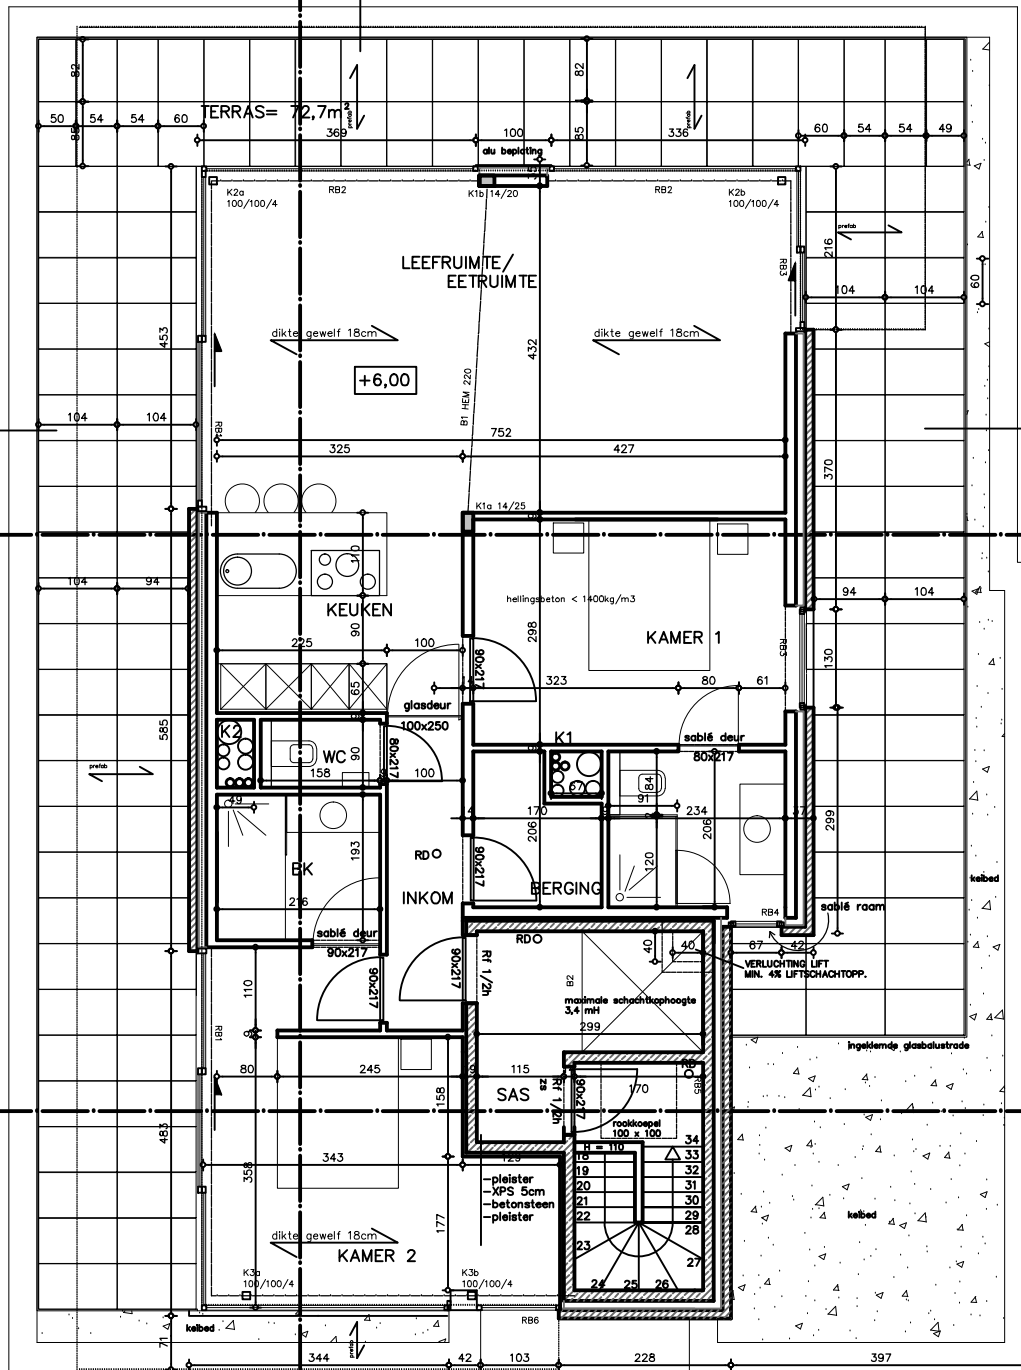 TERRAS= 72,7m²
82
82
85
85
50
54
54
60
369
100
336
60
54
54
49
prefab
prefab
alu beplating
K2a
100/100/4
RB2
K1b 14/20
RB2
K2b
100/100/4
prefab
216
RB3
60
LEEFRUIMTE/
EETRUIMTE
104
104
453
dikte gewelf 18cm
432
dikte gewelf 18cm
+6,00
B1 HEM 220
104
104
752
325
427
370
K1a 14/25
110
KEUKEN
hellingsbeton < 1400kg/m3
104
94
94
104
90
298
KAMER 1
RB3
130
225
100
90x217
323
80
61
65
glasdeur
100x250
sablé deur
80x217
K2
WC
K1
585
90
80x217
158
100
prefab
84
91
49
170
234
37
299
193
206
206
120
BK
RD
90x217
INKOM
BERGING
216
kelbed
sablé deur
90x217
RB4
sablé raam
RD
40
40
67
42
VERLUCHTING LIFT
MIN. 4% LIFTSCHACHTOPP.
90x217
90x217
Rf 1/2h
B2
110
maximale schachtkophoogte
3,4 mH
299
RB1
ingeklemde glasbalustrade
80
245
115
170
RB5
158
SAS
Rf 1/2h
zs
90x217
rookkoepel
100 x 100
483
H = 110
34
18
33
343
358
19
32
-pleister
-XPS 5cm
-betonsteen
-pleister
20
31
21
30
22
29
28
177
23
27
24
25
26
kelbed
dikte gewelf 18cm
KAMER 2
K3a
100/100/4
K3b
100/100/4
kelbed
RB6
71
prefab
344
42
103
228
397